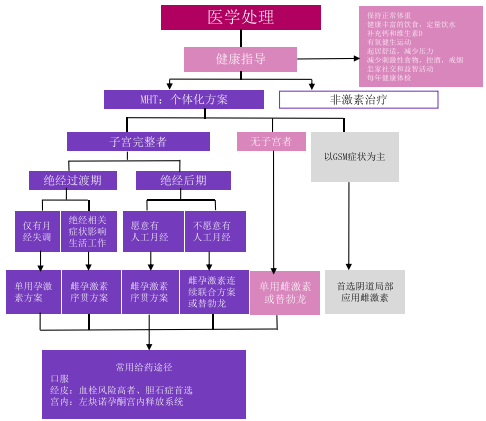 医学处理
健康指导
保持正常体重
健康丰富的饮食，定量饮水
补充钙和维生素D
有氧健生运动
起居舒适，减少压力
减少刺激性食物、控酒、戒烟
忘家社交和益智活动
每年健康体检
MHT：个体化方案
非激素治疗
子宫完整者
无子宫者
以GSM症状为主
绝经过渡期
绝经后期
仅有月
经失调
绝经相关
症状影响
生活工作
愿意有
人工月经
不愿意有
人工月经
单用孕激
素方案
雌孕激素
序贯方案
雌孕激素
序贯方案
雌孕激素连
续联合方案
或替勃龙
单用雌激素
或替勃龙
首选阴道局部
应用雌激素
常用给药途径
口服
经皮：血栓风险高者、胆石症首选
宫内：左炔诺孕酮宫内释放系统